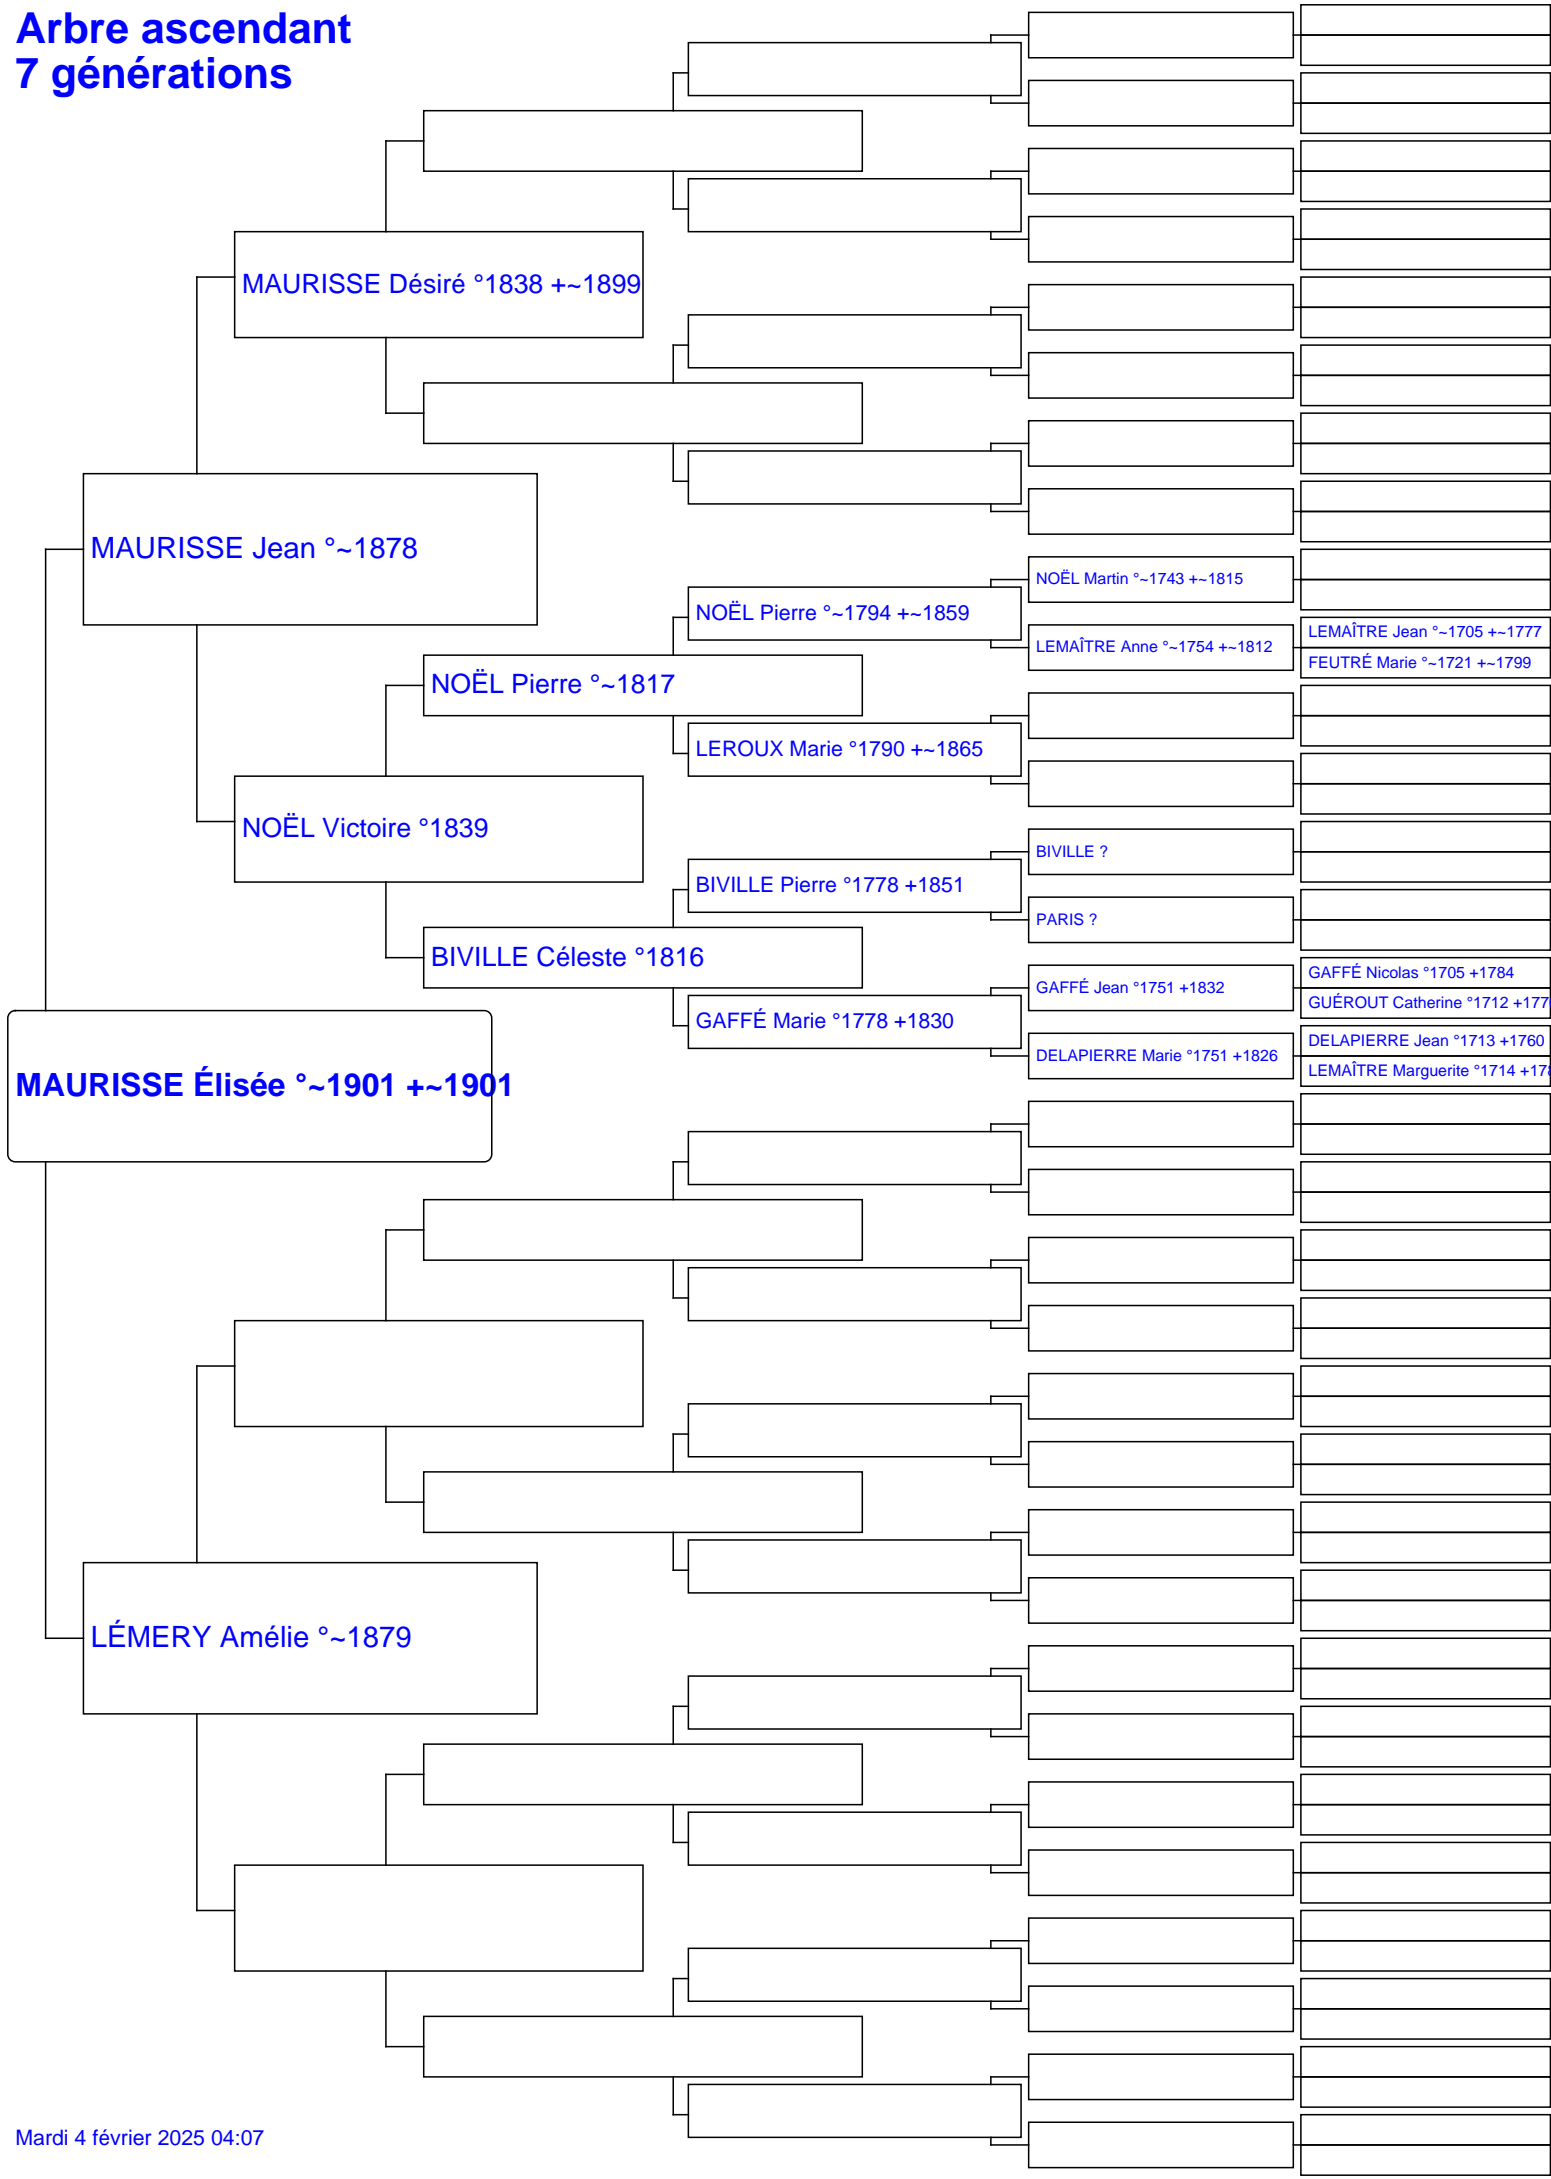 Arbre ascendant
7 générations
MAURISSE Désiré °1838 +~1899
MAURISSE Jean °~1878
NOËL Martin °~1743 +~1815
NOËL Pierre °~1794 +~1859
LEMAÎTRE Jean °~1705 +~1777
LEMAÎTRE Anne °~1754 +~1812
FEUTRÉ Marie °~1721 +~1799
NOËL Pierre °~1817
LEROUX Marie °1790 +~1865
NOËL Victoire °1839
BIVILLE ?
BIVILLE Pierre °1778 +1851
PARIS ?
BIVILLE Céleste °1816
GAFFÉ Nicolas °1705 +1784
GAFFÉ Jean °1751 +1832
GUÉROUT Catherine °1712 +177
GAFFÉ Marie °1778 +1830
DELAPIERRE Jean °1713 +1760
DELAPIERRE Marie °1751 +1826
LEMAÎTRE Marguerite °1714 +178
MAURISSE Élisée °~1901 +~1901
LÉMERY Amélie °~1879
Mardi 4 février 2025 04:07